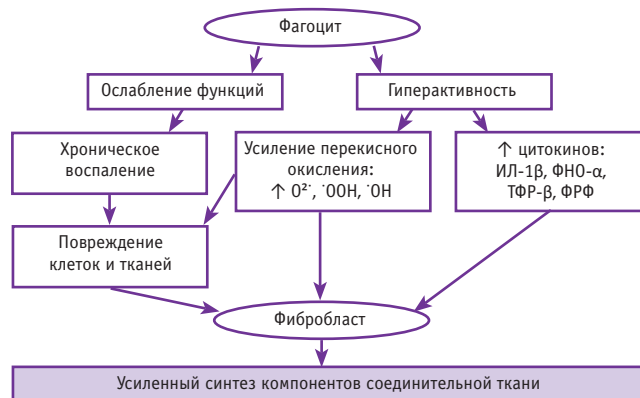 Фагоцит
Ослабление функций
Гиперактивность
Хроническое
воспаление
Усиление перекисного
окисления:
↑ O²˙, ˙OOH, ˙OH
↑ цитокинов:
ИЛ-1β, ФНО-α,
ТФР-β, ФРФ
Повреждение
клеток и тканей
Фибробласт
Усиленный синтез компонентов соединительной ткани